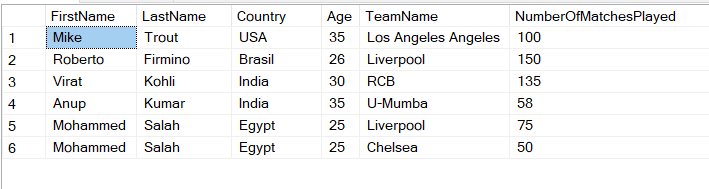 FirstName LastName Country Age TeamName NumberOfMatchesPlayed
1 Mike Trout USA 35 Los Angeles Angeles 100
2 Roberto Firmino Brasil 26 Liverpool 150
3 Virat Kohli India 30 RCB 135
4 Anup Kumar India 35 U-Mumba 58
5 Mohammed Salah Egypt 25 Liverpool 75
6 Mohammed Salah Egypt 25 Chelsea 50